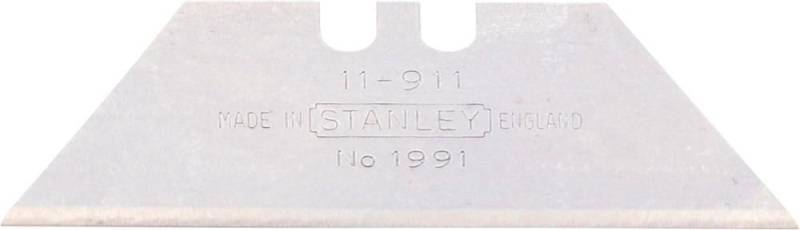 11-911
MADE IN STANLEY ENGLAND
No 1991